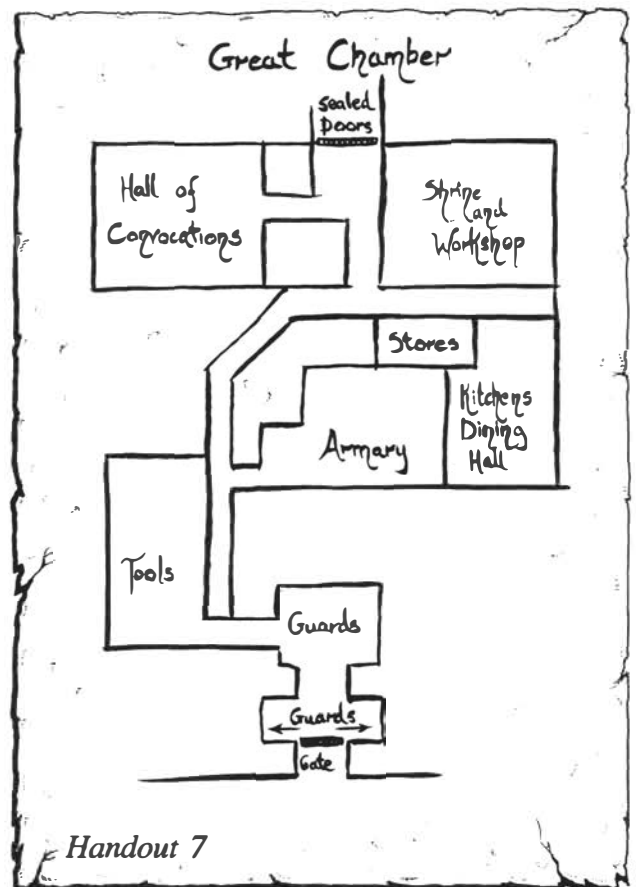 Great Chamber
Sealed
Doors
Hall of
Convocations
Shrine
and
Workshop
Stores
Kitchens
Dining
Hall
Armary
Tools
Guards
Guards
Gate
Handout 7